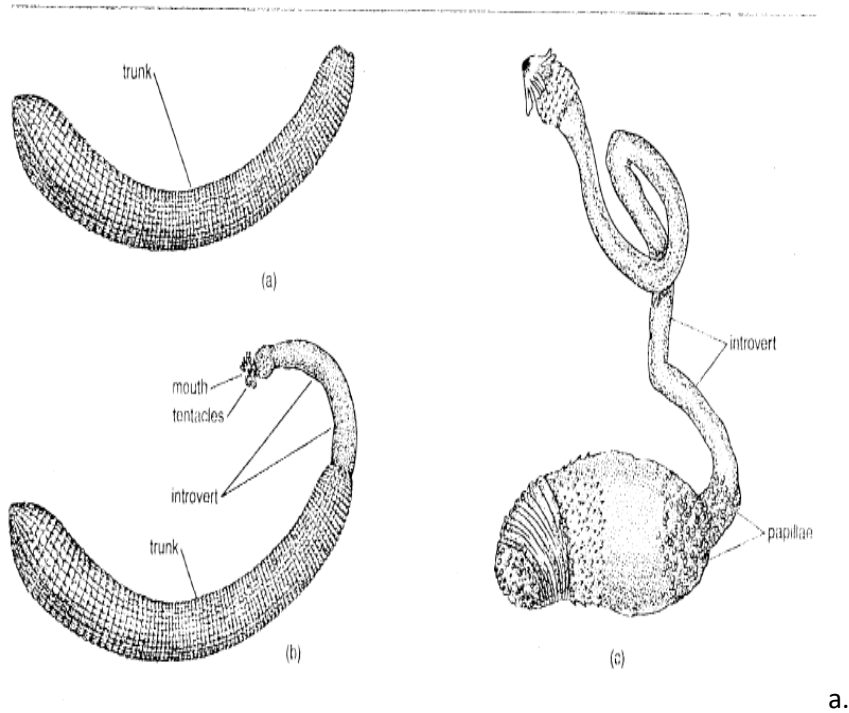 trunk
(a)
mouth
tentacles
introvert
trunk
(b)
introvert
papillae
(c)
a.